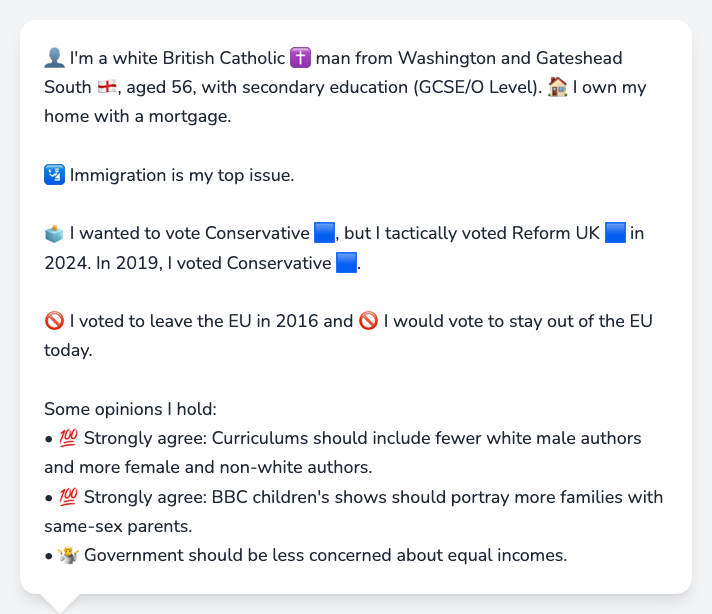 👤 I'm a white British Catholic ✝️ man from Washington and Gateshead
South 🏴󠁧󠁢󠁥󠁮󠁧󠁿, aged 56, with secondary education (GCSE/O Level). 🏠 I own my
home with a mortgage.
🛂 Immigration is my top issue.
🗳️ I wanted to vote Conservative 🟦, but I tactically voted Reform UK 🟦 in
2024. In 2019, I voted Conservative 🟦.
🚫 I voted to leave the EU in 2016 and 🚫 I would vote to stay out of the EU
today.
Some opinions I hold:
• 💯 Strongly agree: Curriculums should include fewer white male authors
and more female and non-white authors.
• 💯 Strongly agree: BBC children's shows should portray more families with
same-sex parents.
• 🤷 Government should be less concerned about equal incomes.